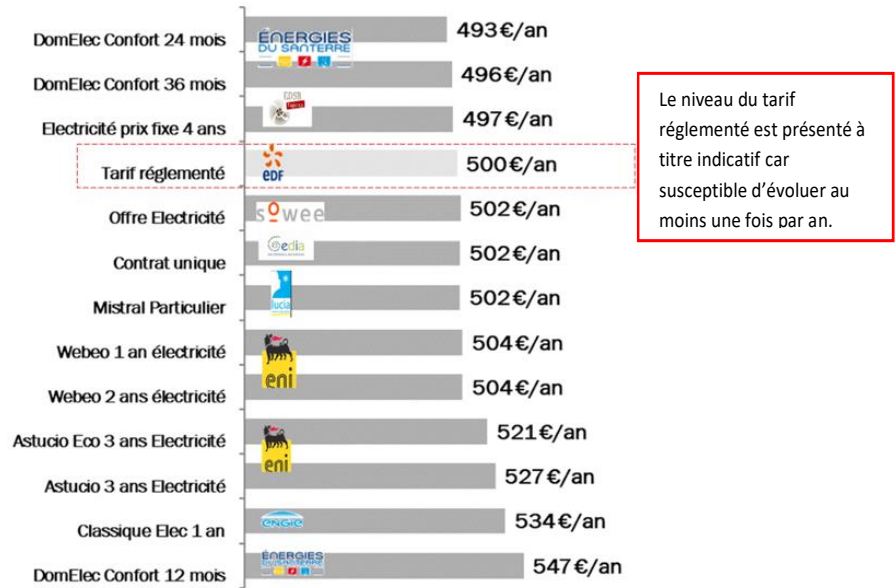 DomElec Confort 24 mois
ÉNERGIES
DU SANTERRE
493€/an
DomElec Confort 36 mois
496€/an
Electricité prix fixe 4 ans
497€/an
Tarif réglementé
eDF
500€/an
Le niveau du tarif
réglementé est présenté à
titre indicatif car
susceptible d’évoluer au
moins une fois par an.
Offre Electricité
sowee
502€/an
Contrat unique
Gedia
502€/an
Mistral Particulier
lucia
502€/an
Webeo 1 an électricité
504€/an
eni
Webeo 2 ans électricité
504€/an
Astucio Eco 3 ans Electricité
521€/an
eni
Astucio 3 ans Electricité
527€/an
Classique Elec 1 an
ENGIE
534€/an
DomElec Confort 12 mois
ÉNERGIES
DU SANTERRE
547€/an